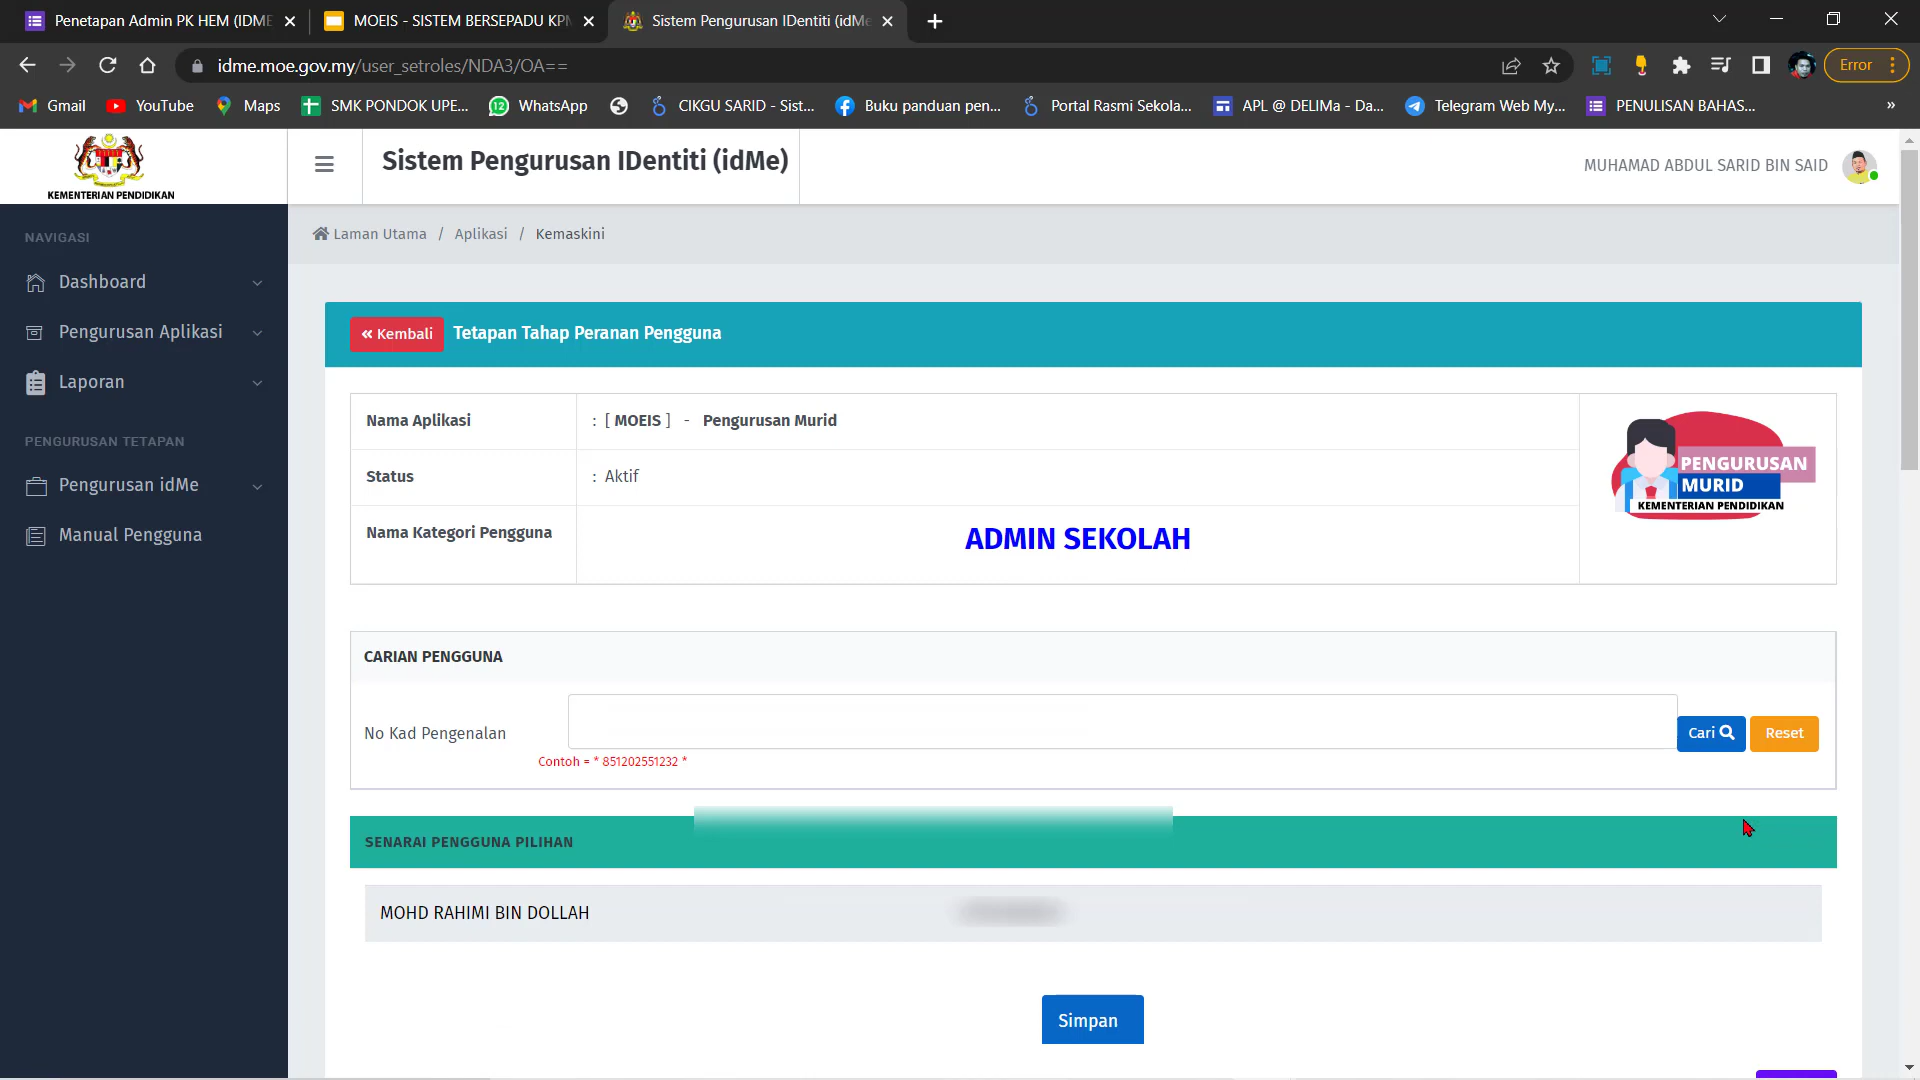 Penetapan Admin PK HEM (IDME
MOEIS - SISTEM BERSEPADU KPM
Sistem Pengurusan IDentiti (idMe
idme.moe.gov.my/user_setroles/NDA3/OA==
Error
Gmail
YouTube
Maps
SMK PONDOK UPE...
12
WhatsApp
CIKGU SARID - Sist...
Buku panduan pen...
Portal Rasmi Sekola...
APL @ DELIMa - Da...
Telegram Web My...
PENULISAN BAHAS...
»
KEMENTERIAN PENDIDIKAN
Sistem Pengurusan IDentiti (idMe)
MUHAMAD ABDUL SARID BIN SAID
NAVIGASI
Dashboard
Pengurusan Aplikasi
Laporan
PENGURUSAN TETAPAN
Pengurusan idMe
Manual Pengguna
Laman Utama / Aplikasi / Kemaskini
« Kembali Tetapan Tahap Peranan Pengguna
Nama Aplikasi : [ MOEIS ] - Pengurusan Murid
Status : Aktif
Nama Kategori Pengguna ADMIN SEKOLAH
PENGURUSAN
MURID
KEMENTERIAN PENDIDIKAN
CARIAN PENGGUNA
No Kad Pengenalan
Cari
Reset
Contoh = * 851202551232 *
SENARAI PENGGUNA PILIHAN
MOHD RAHIMI BIN DOLLAH
Simpan